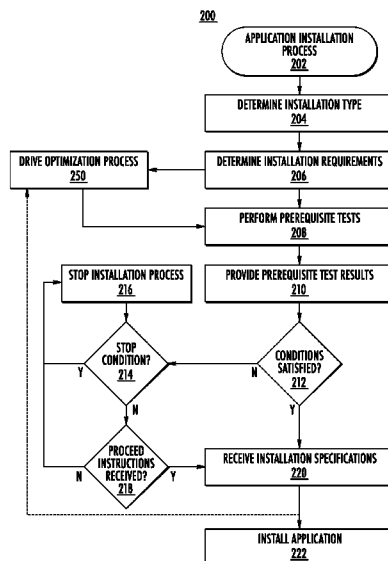 200
APPLICATION INSTALLATION
PROCESS
202
DETERMINE INSTALLATION TYPE
204
DRIVE OPTIMIZATION PROCESS
250
DETERMINE INSTALLATION REQUIREMENTS
206
PERFORM PREREQUISITE TESTS
208
STOP INSTALLATION PROCESS
216
PROVIDE PREREQUISITE TEST RESULTS
210
STOP
CONDITION?
214
Y
N
CONDITIONS
SATISFIED?
212
N
Y
PROCEED
INSTRUCTIONS
RECEIVED?
218
N
Y
RECEIVE INSTALLATION SPECIFICATIONS
220
INSTALL APPLICATION
222